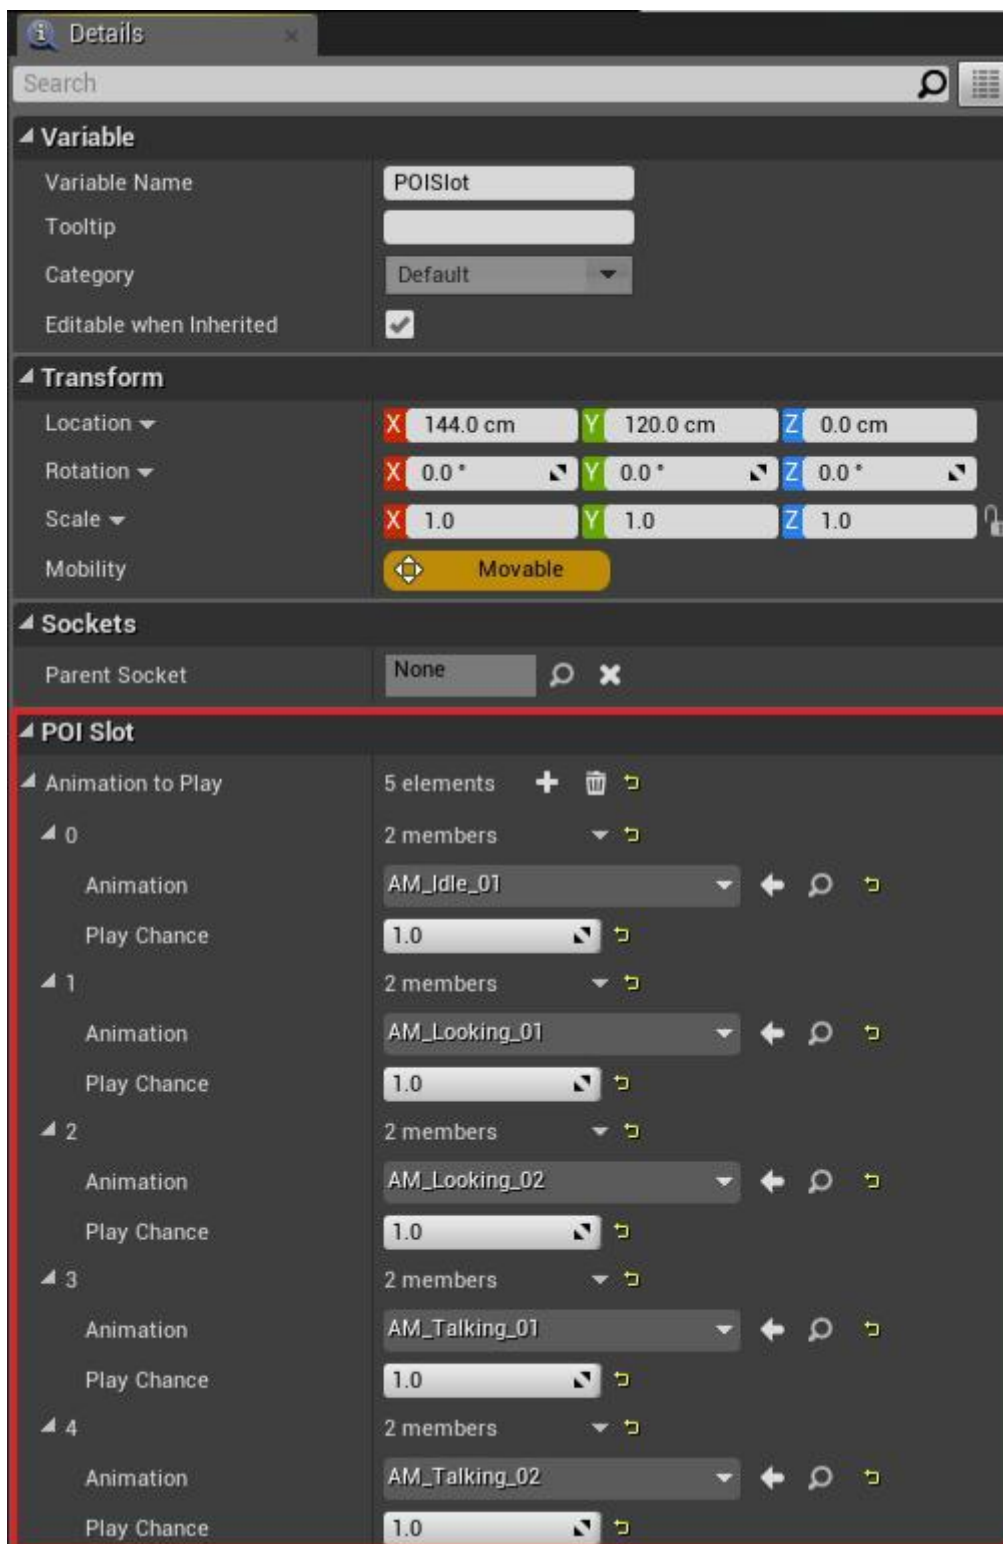 Details
Search
Variable
Variable Name POISlot
Tooltip
Category Default
Editable when Inherited
Transform
Location X 144.0 cm Y 120.0 cm Z 0.0 cm
Rotation X 0.0 ° Y 0.0 ° Z 0.0 °
Scale X 1.0 Y 1.0 Z 1.0
Mobility Movable
Sockets
Parent Socket None
POI Slot
Animation to Play 5 elements
0 2 members
Animation AM_Idle_01
Play Chance 1.0
1 2 members
Animation AM_Looking_01
Play Chance 1.0
2 2 members
Animation AM_Looking_02
Play Chance 1.0
3 2 members
Animation AM_Talking_01
Play Chance 1.0
4 2 members
Animation AM_Talking_02
Play Chance 1.0